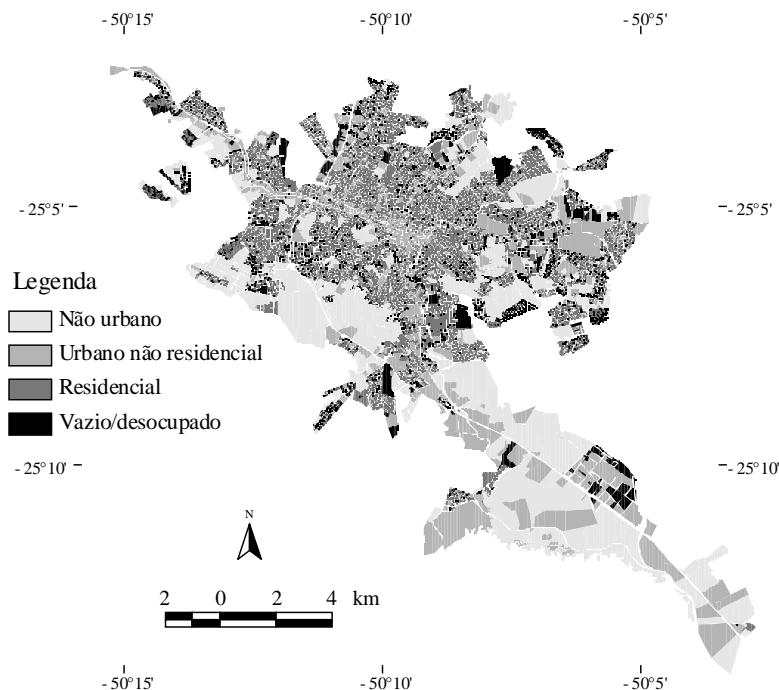 - 50°15' - 50°10' - 50°5'
- 25°5' - 25°5'
Legenda
Não urbano
Urbano não residencial
Residencial
Vazio/desocupado
- 25°10' - 25°10'
N
2 0 2 4 km
- 50°15' - 50°10' - 50°5'